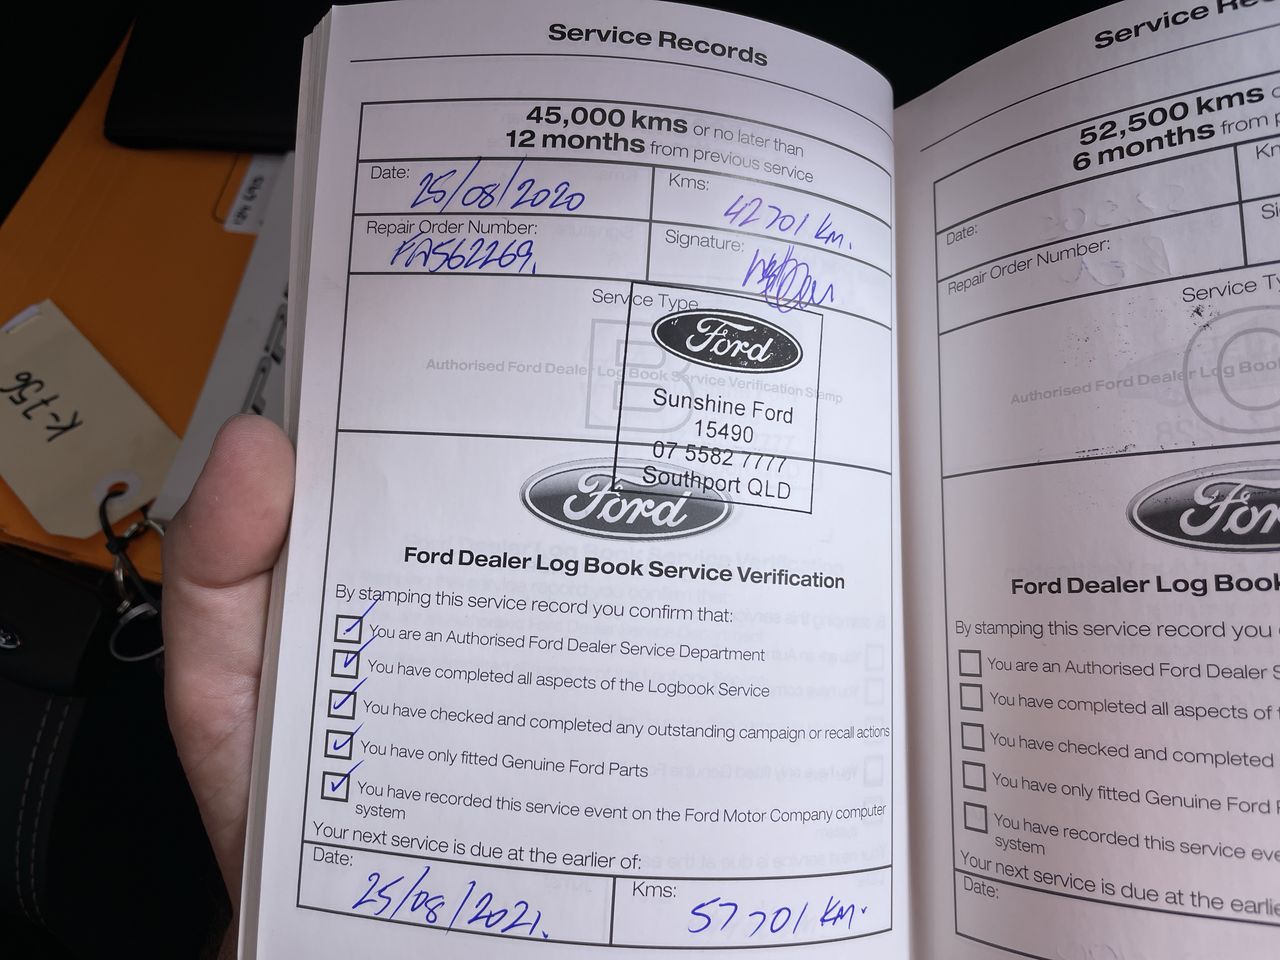 Service Records
45,000 kms or no later than
12 months from previous service
Date: 25/08/2020
Kms: 42701 KM.
Repair Order Number: FA562269.
Signature:
Service Type
B
Authorised Ford Dealer Log Book Service Verification Stamp
Ford
Sunshine Ford
15490
07 5582 7777
Southport QLD
Ford
Ford Dealer Log Book Service Verification
By stamping this service record you confirm that:
You are an Authorised Ford Dealer Service Department
You have completed all aspects of the Logbook Service
You have checked and completed any outstanding campaign or recall actions
You have only fitted Genuine Ford Parts
You have recorded this service event on the Ford Motor Company computer
system
Your next service is due at the earlier of:
Date: 25/08/2021.
Kms: 57701 KM.
Service
52,500 kms
6 months from
Date:
Repair Order Number:
Service
Authorised Ford Dealer Log
Ford Dealer Log Book
By stamping this service record you
You are an Authorised Ford Dealer
You have completed all aspects of
You have checked and completed
You have only fitted Genuine Ford
You have recorded this service
system
Your next service is due at the
Date:
K-756